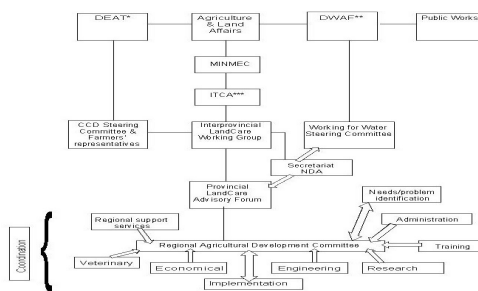 DEAT*
Agriculture
& Land
Affairs
DWAF**
Public Works
MINMEC
ITCA***
CCD Steering
Committee &
Farmers'
representatives
Interprovincial
LandCare
Working Group
Working for Water
Steering Committee
Secretariat
NDA
Provincial
LandCare
Advisory Forum
Needs/problem
identification
Regional support
services
Administration
Coordination
Regional Agricultural Development Committee
Training
Veterinary
Economical
Engineering
Research
Implementation